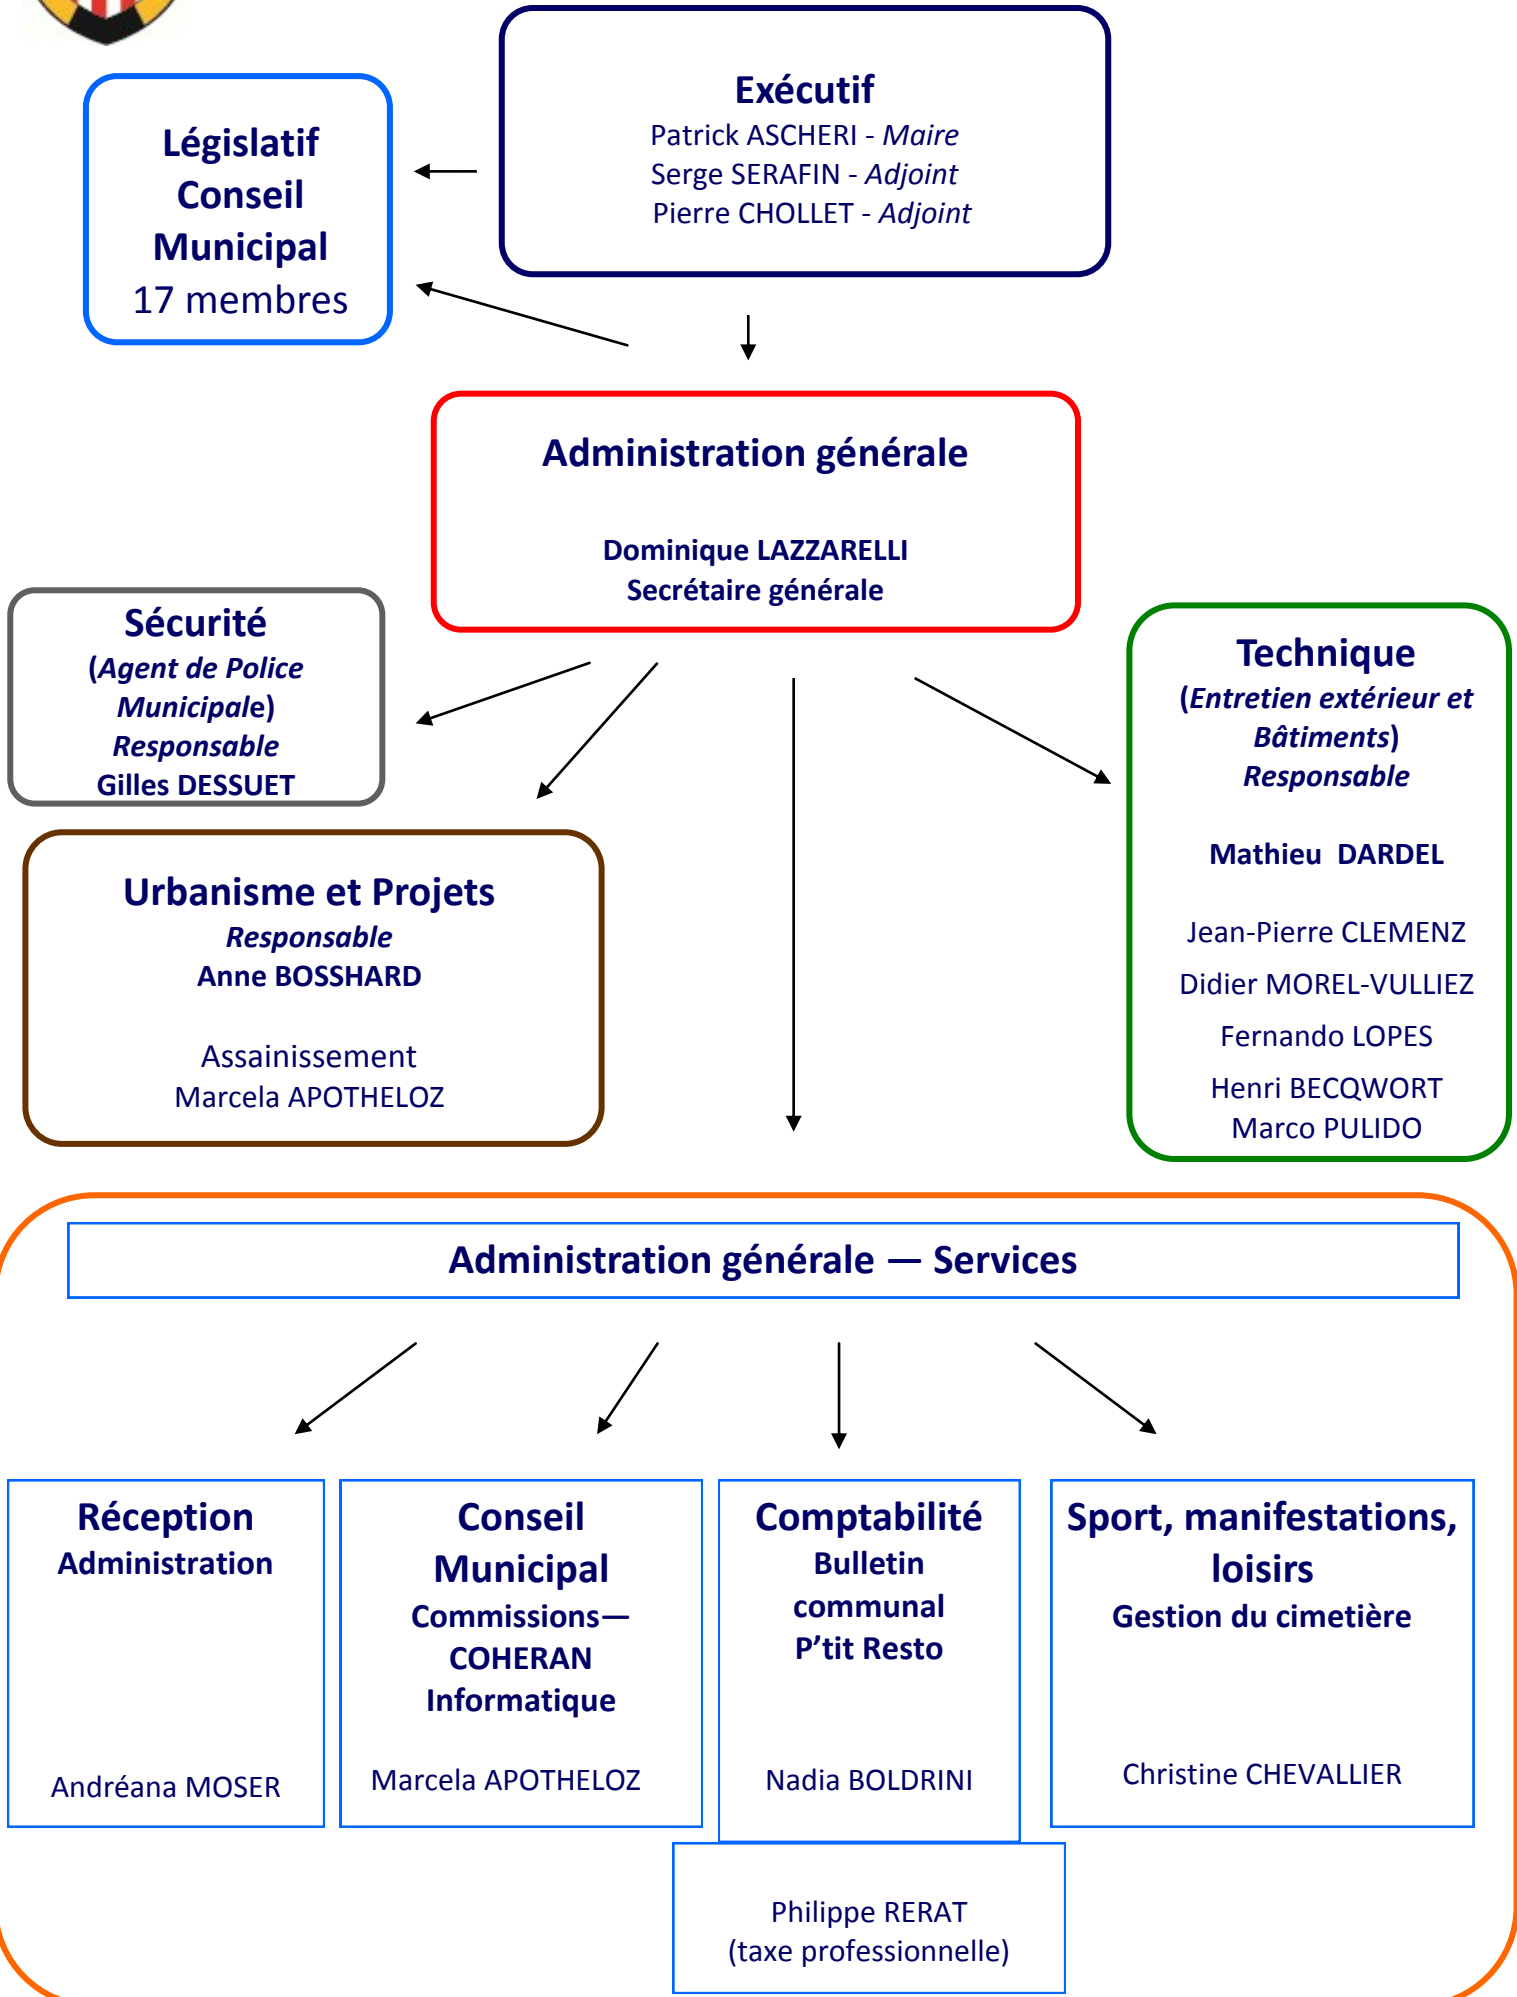 Exécutif
Patrick ASCHERI - Maire
Serge SERAFIN - Adjoint
Pierre CHOLLET - Adjoint
Législatif
Conseil
Municipal
17 membres
Administration générale
Dominique LAZZARELLI
Secrétaire générale
Sécurité
(Agent de Police
Municipale)
Responsable
Gilles DESSUET
Technique
(Entretien extérieur et
Bâtiments)
Responsable
Mathieu DARDEL
Jean-Pierre CLEMENZ
Didier MOREL-VULLIEZ
Fernando LOPES
Henri BECQWORT
Marco PULIDO
Urbanisme et Projets
Responsable
Anne BOSSHARD
Assainissement
Marcela APOTHELOZ
Administration générale — Services
Réception
Administration
Andréana MOSER
Conseil
Municipal
Commissions—
COHERAN
Informatique
Marcela APOTHELOZ
Comptabilité
Bulletin
communal
P’tit Resto
Nadia BOLDRINI
Philippe RERAT
(taxe professionnelle)
Sport, manifestations,
loisirs
Gestion du cimetière
Christine CHEVALLIER